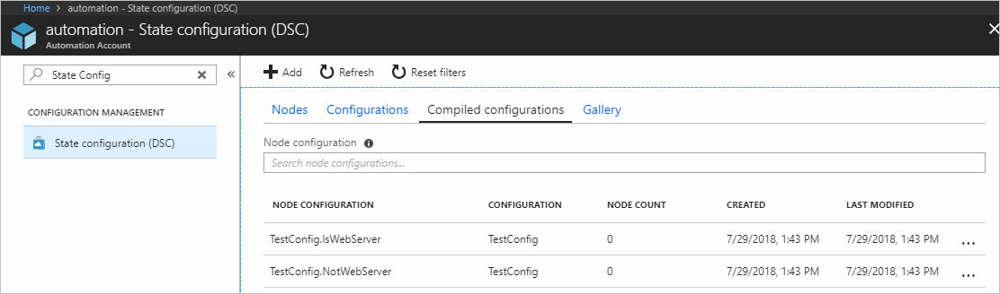 Home > automation - State configuration (DSC)
automation - State configuration (DSC)
Automation Account
State Config
CONFIGURATION MANAGEMENT
State configuration (DSC)
Add Refresh Reset filters
Nodes Configurations Compiled configurations Gallery
Node configuration
Search node configurations...
NODE CONFIGURATION CONFIGURATION NODE COUNT CREATED LAST MODIFIED
TestConfig.IsWebServer TestConfig 0 7/29/2018, 1:43 PM 7/29/2018, 1:43 PM ...
TestConfig.NotWebServer TestConfig 0 7/29/2018, 1:43 PM 7/29/2018, 1:43 PM ...